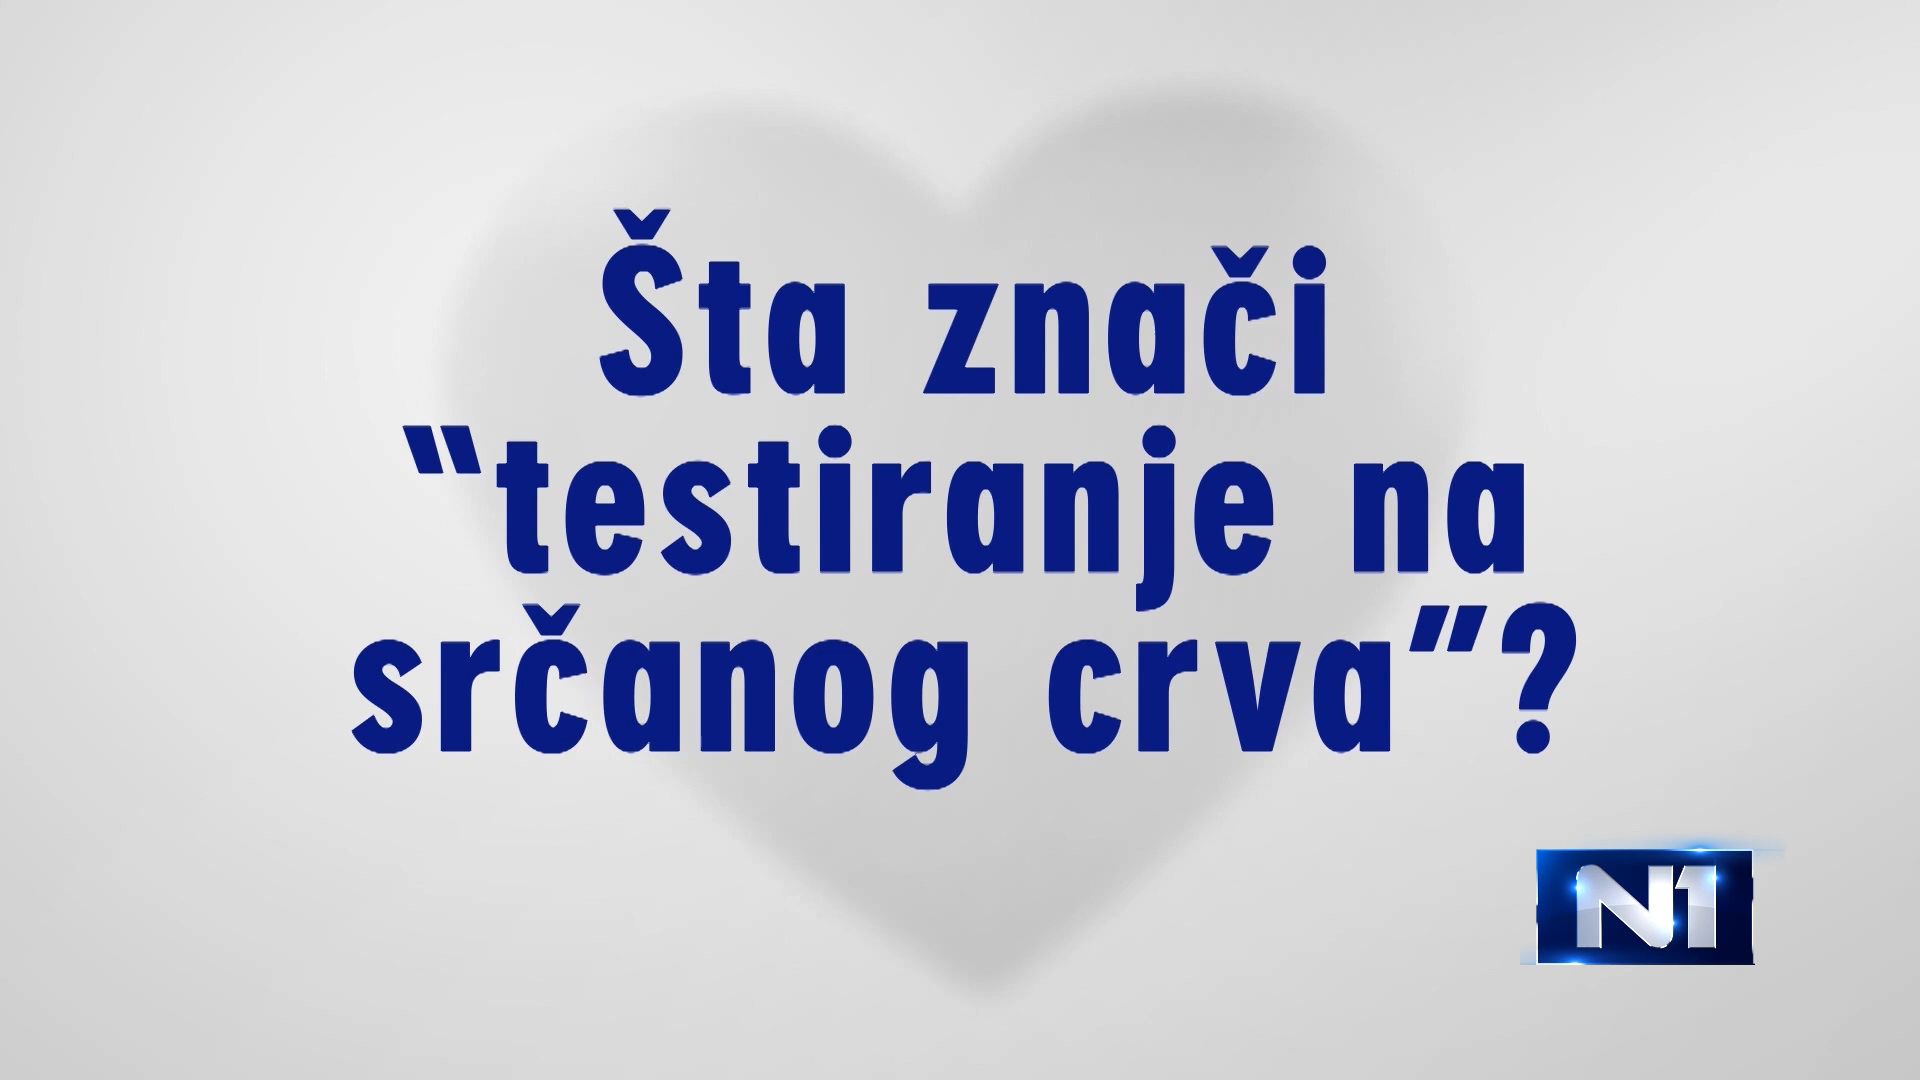 Šta znači
“testiranje na
srčanog crva”?
N1